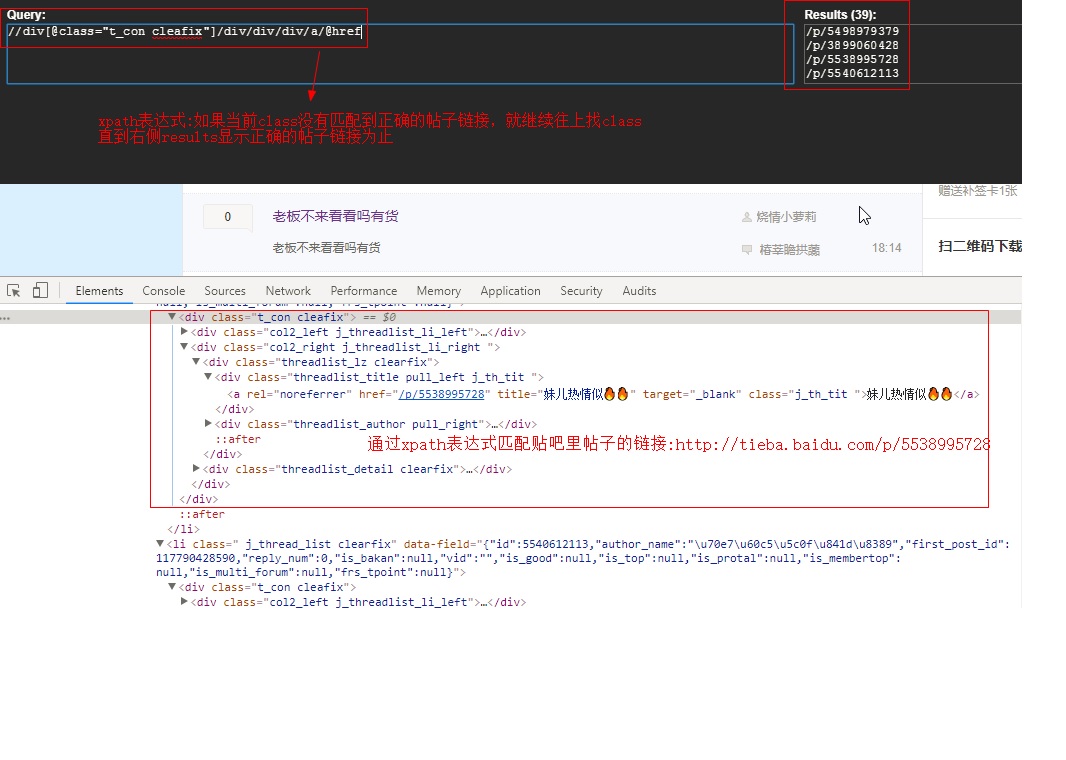 Query:
//div[@class="t_con cleafix"]/div/div/div/a/@href
Results (39):
/p/5498979379
/p/3899060428
/p/5538995728
/p/5540612113
xpath表达式:如果当前class没有匹配到正确的帖子链接，就继续往上找class
直到右侧results显示正确的帖子链接为止
赠送补签卡1张
0
老板不来看看吗有货
烧情小萝莉
老板不来看看吗有货
18:14
扫二维码下载
Elements Console Sources Network Performance Memory Application Security Audits
null,"is_multi_forum":null,"frs_tpoint":null}">
<div class="t_con cleafix"> == $0
<div class="col2_left j_threadlist_li_left">…</div>
<div class="col2_right j_threadlist_li_right ">
<div class="threadlist_lz clearfix">
<div class="threadlist_title pull_left j_th_tit ">
<a rel="noreferrer" href="/p/5538995728" title="妹儿热情似🔥🔥" target="_blank" class="j_th_tit ">妹儿热情似🔥🔥</a>
</div>
<div class="threadlist_author pull_right">…</div>
::after
通过xpath表达式匹配贴吧里帖子的链接:http://tieba.baidu.com/p/5538995728
</div>
<div class="threadlist_detail clearfix">…</div>
</div>
</div>
::after
</li>
<li class=" j_thread_list clearfix" data-field="{"id":5540612113,"author_name":"\u70e7\u60c5\u5c0f\u841d\u8389","first_post_id":
117790428590,"reply_num":0,"is_bakan":null,"vid":"","is_good":null,"is_top":null,"is_protal":null,"is_membertop":
null,"is_multi_forum":null,"frs_tpoint":null}">
<div class="t_con cleafix">
<div class="col2_left j_threadlist_li_left">…</div>